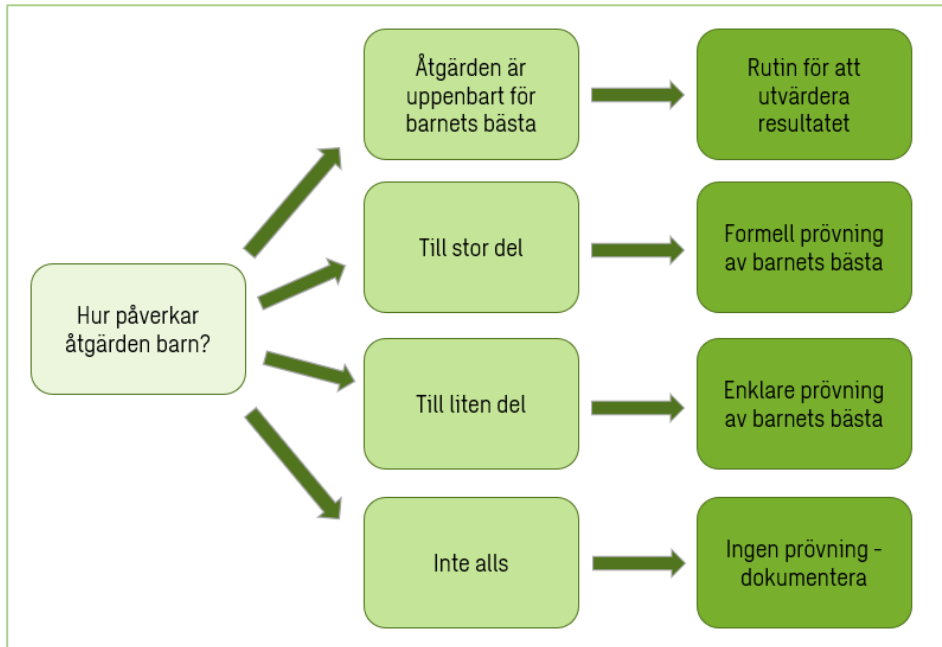 Hur påverkar
åtgärden barn?
Åtgärden är
uppenbart för
barnets bästa
Rutin för att
utvärdera
resultatet
Till stor del
Formell prövning
av barnets bästa
Till liten del
Enklare prövning
av barnets bästa
Inte alls
Ingen prövning -
dokumentera